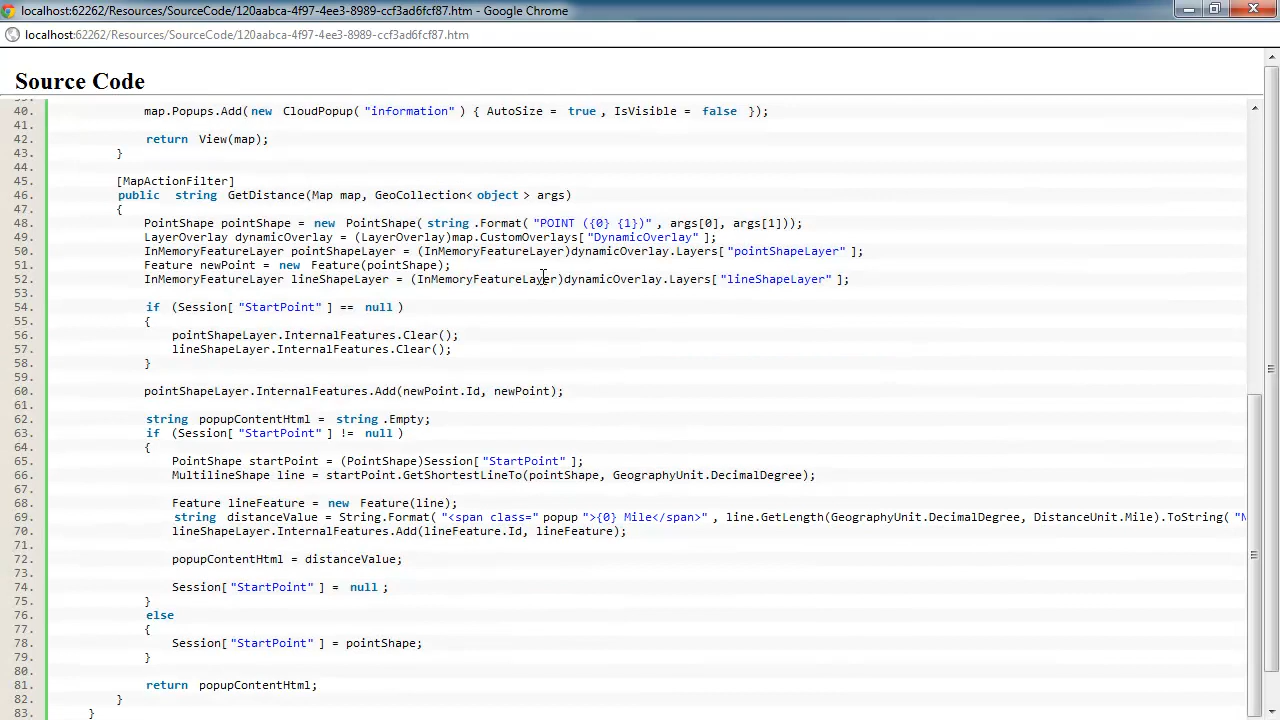 localhost:62262/Resources/SourceCode/120aabca-4f97-4ee3-8989-ccf3ad6fcf87.htm - Google Chrome
localhost:62262/Resources/SourceCode/120aabca-4f97-4ee3-8989-ccf3ad6fcf87.htm
Source Code
40. map.Popups.Add( new CloudPopup( "information" ) { AutoSize = true , IsVisible = false });
41.
42. return View(map);
43. }
44.
45. [MapActionFilter]
46. public string GetDistance(Map map, GeoCollection< object > args)
47. {
48. PointShape pointShape = new PointShape( string .Format( "POINT ({0} {1})" , args[0], args[1]));
49. LayerOverlay dynamicOverlay = (LayerOverlay)map.CustomOverlays[ "DynamicOverlay" ];
50. InMemoryFeatureLayer pointShapeLayer = (InMemoryFeatureLayer)dynamicOverlay.Layers[ "pointShapeLayer" ];
51. Feature newPoint = new Feature(pointShape);
52. InMemoryFeatureLayer lineShapeLayer = (InMemoryFeatureLayer)dynamicOverlay.Layers[ "lineShapeLayer" ];
53.
54. if (Session[ "StartPoint" ] == null )
55. {
56. pointShapeLayer.InternalFeatures.Clear();
57. lineShapeLayer.InternalFeatures.Clear();
58. }
59.
60. pointShapeLayer.InternalFeatures.Add(newPoint.Id, newPoint);
61.
62. string popupContentHtml = string .Empty;
63. if (Session[ "StartPoint" ] != null )
64. {
65. PointShape startPoint = (PointShape)Session[ "StartPoint" ];
66. MultilineShape line = startPoint.GetShortestLineTo(pointShape, GeographyUnit.DecimalDegree);
67.
68. Feature lineFeature = new Feature(line);
69. string distanceValue = String.Format( "<span class=" popup ">{0} Mile</span>" , line.GetLength(GeographyUnit.DecimalDegree, DistanceUnit.Mile).ToString(
70. lineShapeLayer.InternalFeatures.Add(lineFeature.Id, lineFeature);
71.
72. popupContentHtml = distanceValue;
73.
74. Session[ "StartPoint" ] = null ;
75. }
76. else
77. {
78. Session[ "StartPoint" ] = pointShape;
79. }
80.
81. return popupContentHtml;
82. }
83. }